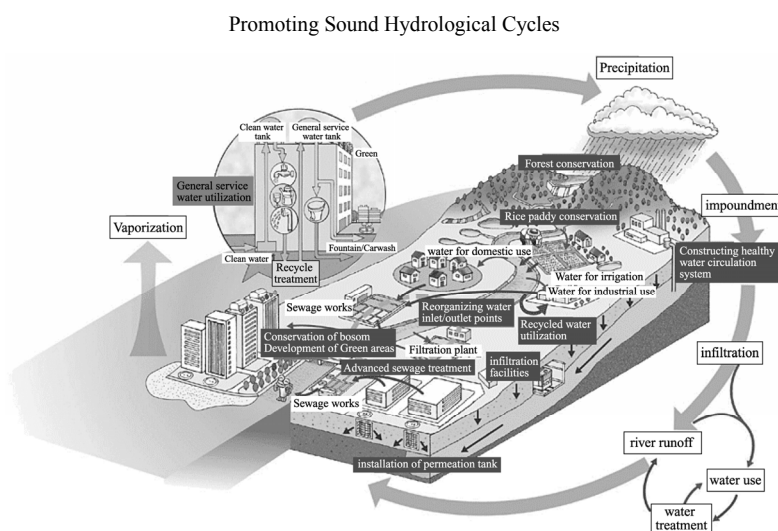 Promoting Sound Hydrological Cycles
Precipitation
Clean water
tank
General service
water tank
Green
General service
water utilization
Clean water
Recycle
treatment
Fountain/Carwash
Vaporization
Forest conservation
Rice paddy conservation
impoundment
Constructing healthy
water circulation
system
water for domestic use
Water for irrigation
Water for industrial use
Sewage works
Reorganizing water
inlet/outlet points
Recycled water
utilization
Conservation of bosom
Development of Green areas
Filtration plant
infiltration
facilities
Advanced sewage treatment
Sewage works
installation of permeation tank
infiltration
river runoff
water use
water
treatment